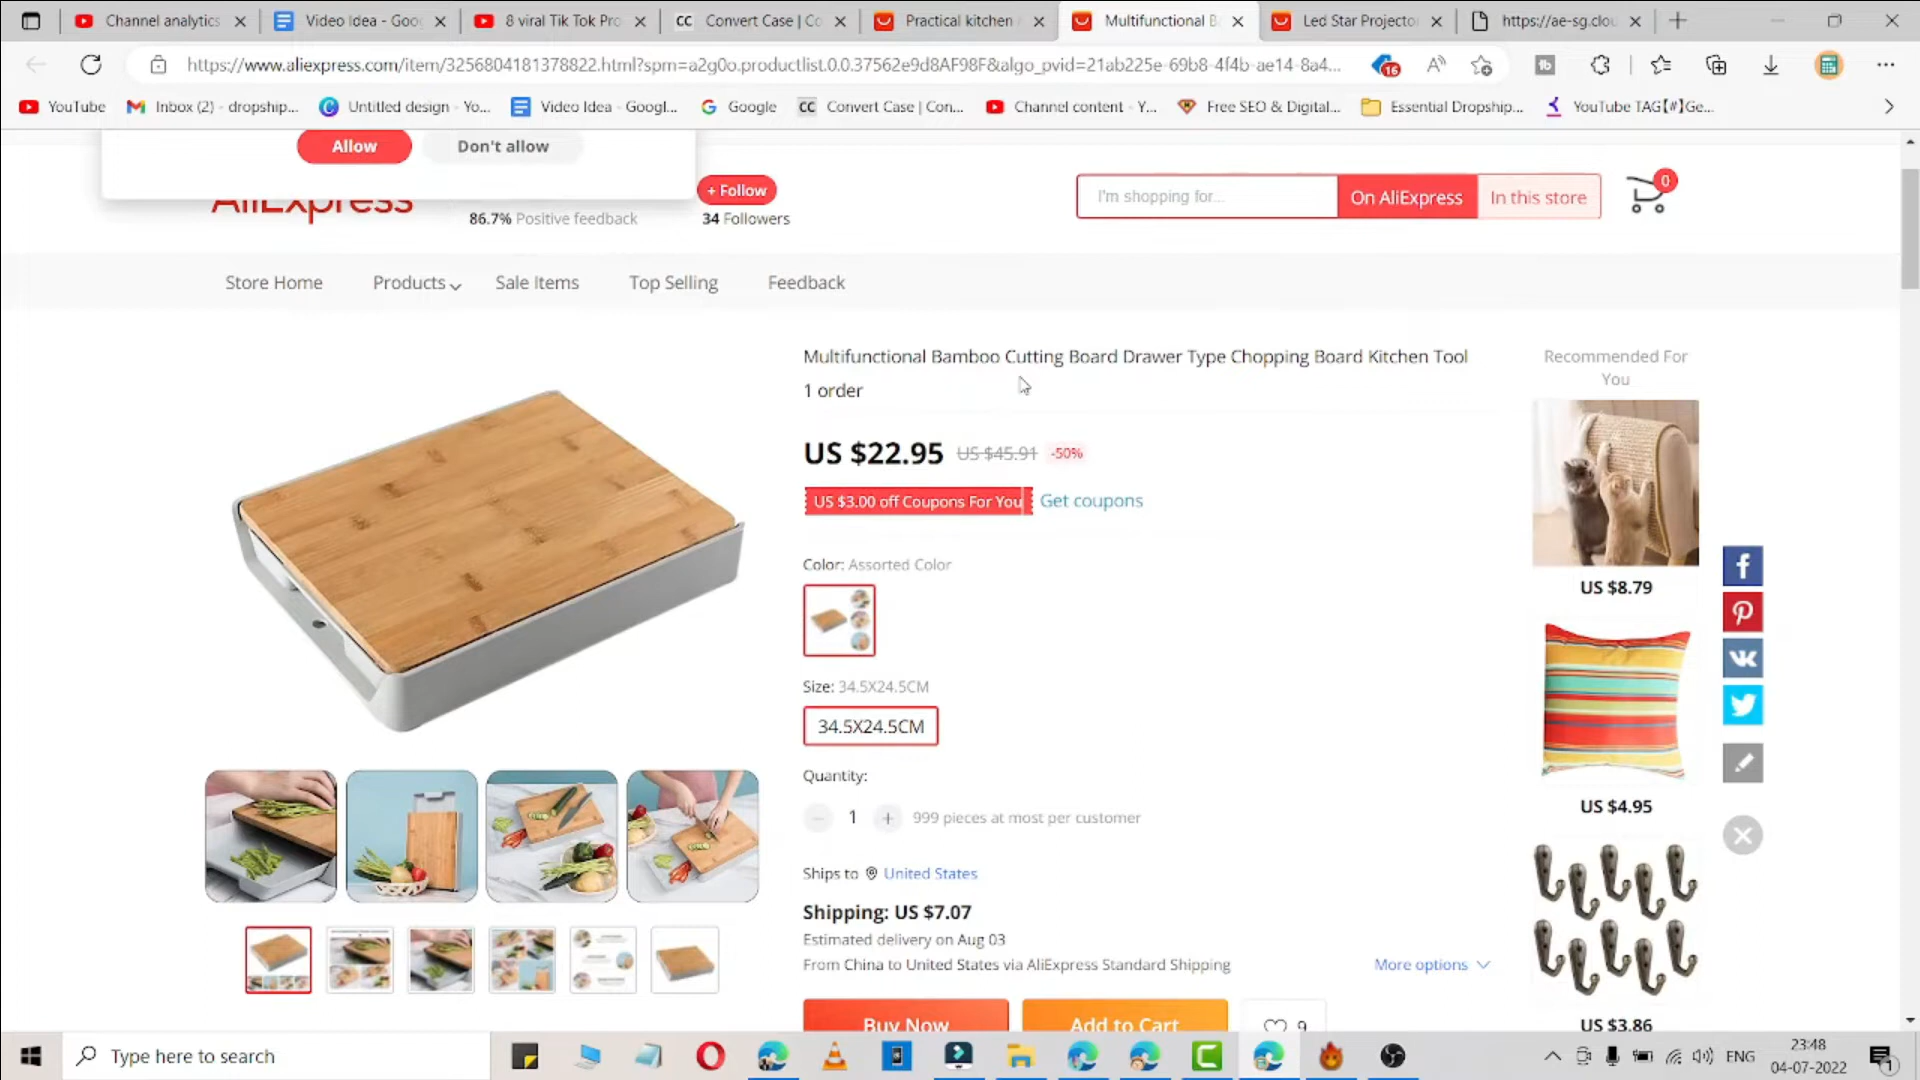 Channel analytics
Video Idea - Goo
8 viral Tik Tok Pro
CC Convert Case | Co
Practical kitchen
Multifunctional B
Led Star Projecto
https://ae-sg.clou
https://www.aliexpress.com/item/3256804181378822.html?spm=a2g0o.productlist.0.0.37562e9d8AF98F&algo_pvid=21ab225e-69b8-4f4b-ae14-8a4...
16
YouTube
Inbox (2) - dropship...
Untitled design - Yo...
Video Idea - Googl...
Google
CC Convert Case | Con...
Channel content - Y...
Free SEO & Digital...
Essential Dropship...
YouTube TAG【#】Ge...
Allow
Don't allow
AliExpress
+ Follow
86.7% Positive feedback
34 Followers
I'm shopping for...
On AliExpress
In this store
0
Store Home
Products
Sale Items
Top Selling
Feedback
Multifunctional Bamboo Cutting Board Drawer Type Chopping Board Kitchen Tool
1 order
US $22.95 US $45.91 -50%
US $3.00 off Coupons For You Get coupons
Color: Assorted Color
Size: 34.5X24.5CM
34.5X24.5CM
Quantity:
1
999 pieces at most per customer
Ships to United States
Shipping: US $7.07
Estimated delivery on Aug 03
From China to United States via AliExpress Standard Shipping
More options
Buy Now
Add to Cart
9
Recommended For
You
US $8.79
US $4.95
US $3.86
Type here to search
ENG
23:48
04-07-2022
1